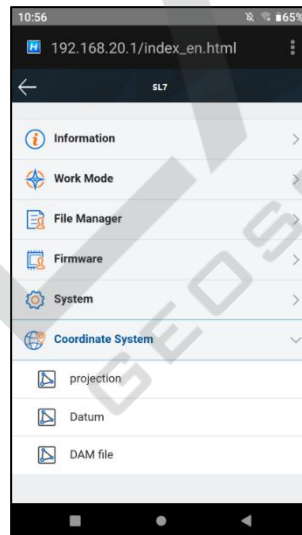 10:56 65%
H 192.168.20.1/index_en.html
SL7
Information
Work Mode
File Manager
Firmware
System
Coordinate System
projection
Datum
DAM file
GEOS